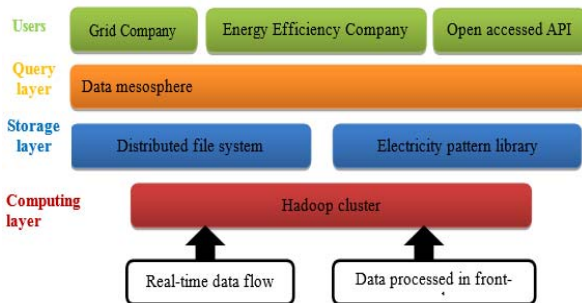 Users
Grid Company
Energy Efficiency Company
Open accessed API
Query
layer
Data mesosphere
Storage
layer
Distributed file system
Electricity pattern library
Computing
layer
Hadoop cluster
Real-time data flow
Data processed in front-